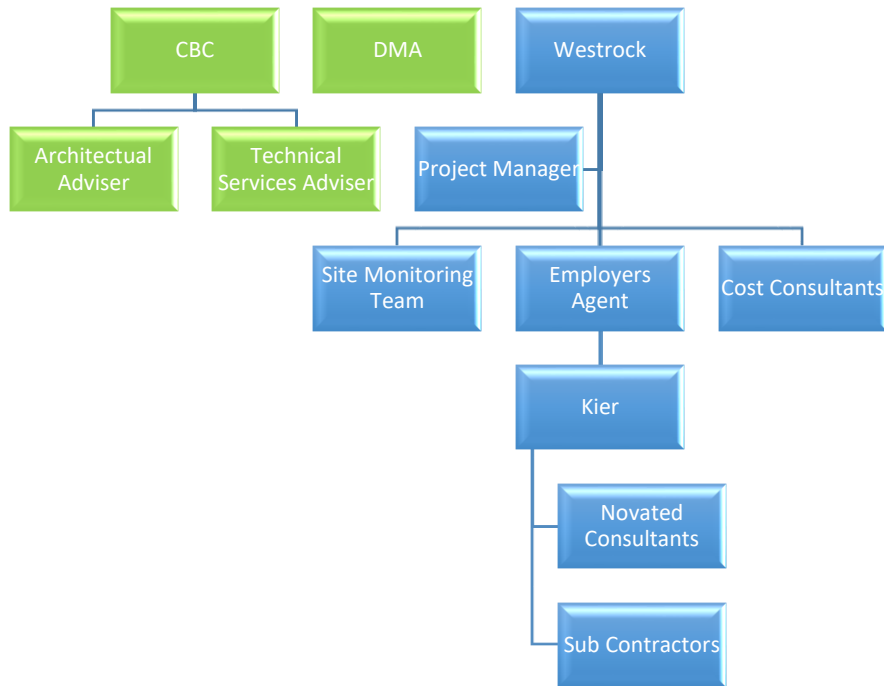 CBC
DMA
Westrock
Architectual
Adviser
Technical
Services Adviser
Project Manager
Site Monitoring
Team
Employers
Agent
Cost Consultants
Kier
Novated
Consultants
Sub Contractors